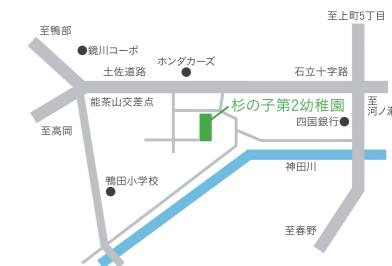 至上町5丁目
至鴨部
鏡川コーポ
ホンダカーズ
土佐道路
石立十字路
能茶山交差点
杉の子第2幼稚園
至
河ノ瀬
四国銀行
至高岡
神田川
鴨田小学校
至春野